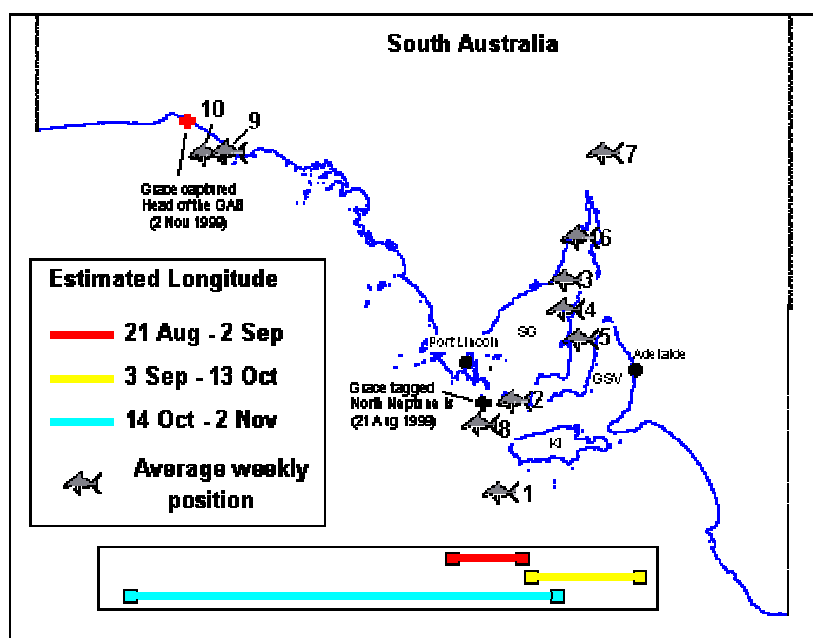 South Australia
10
9
7
Grace captured
Head of the GAB
(2 Nov 1999)
6
Estimated Longitude
3
21 Aug - 2 Sep
4
SG
5
Port Lincoln
Adelaide
3 Sep - 13 Oct
GSV
Grace tagged
North Neptune Is
(21 Aug 1999)
2
14 Oct - 2 Nov
8
KI
Average weekly
position
1